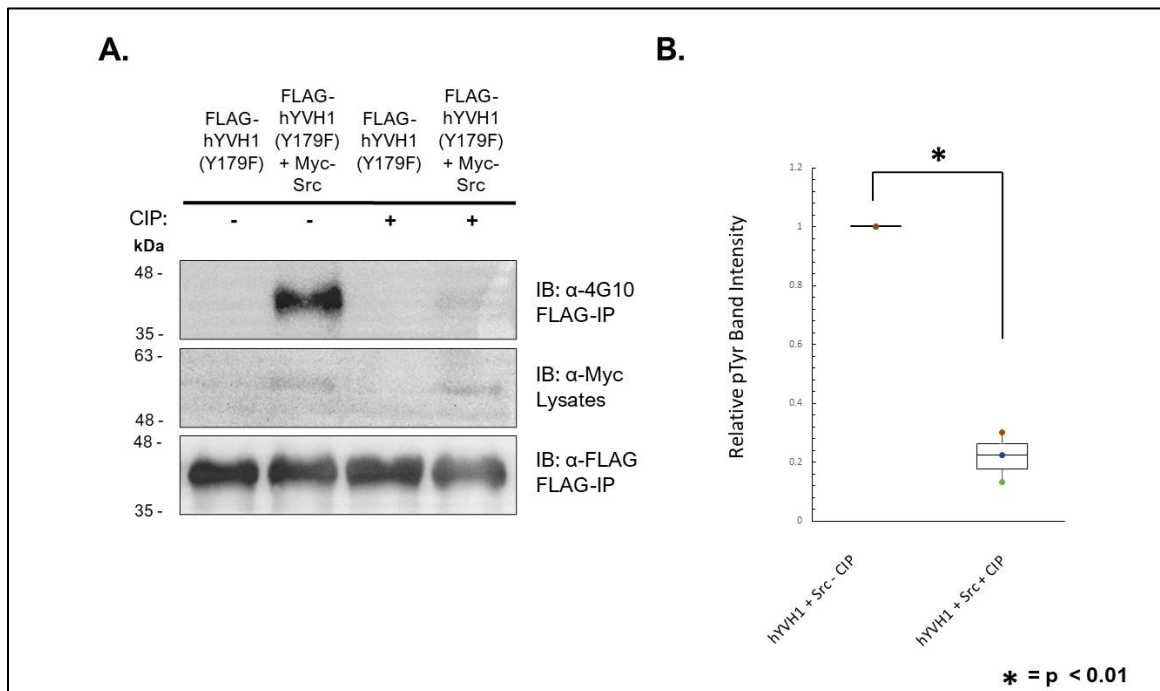 A.
FLAG-
hYVH1
(Y179F)
FLAG-
hYVH1
(Y179F)
+ Myc-
Src
FLAG-
hYVH1
(Y179F)
FLAG-
hYVH1
(Y179F)
+ Myc-
Src
CIP: - - + +
kDa
48 -
35 -
IB: α-4G10
FLAG-IP
63 -
48 -
IB: α-Myc
Lysates
48 -
35 -
IB: α-FLAG
FLAG-IP
B.
*
Relative pTyr Band Intensity
1.2
1
0.8
0.6
0.4
0.2
0
hYVH1 + Src - CIP
hYVH1 + Src + CIP
* = p < 0.01